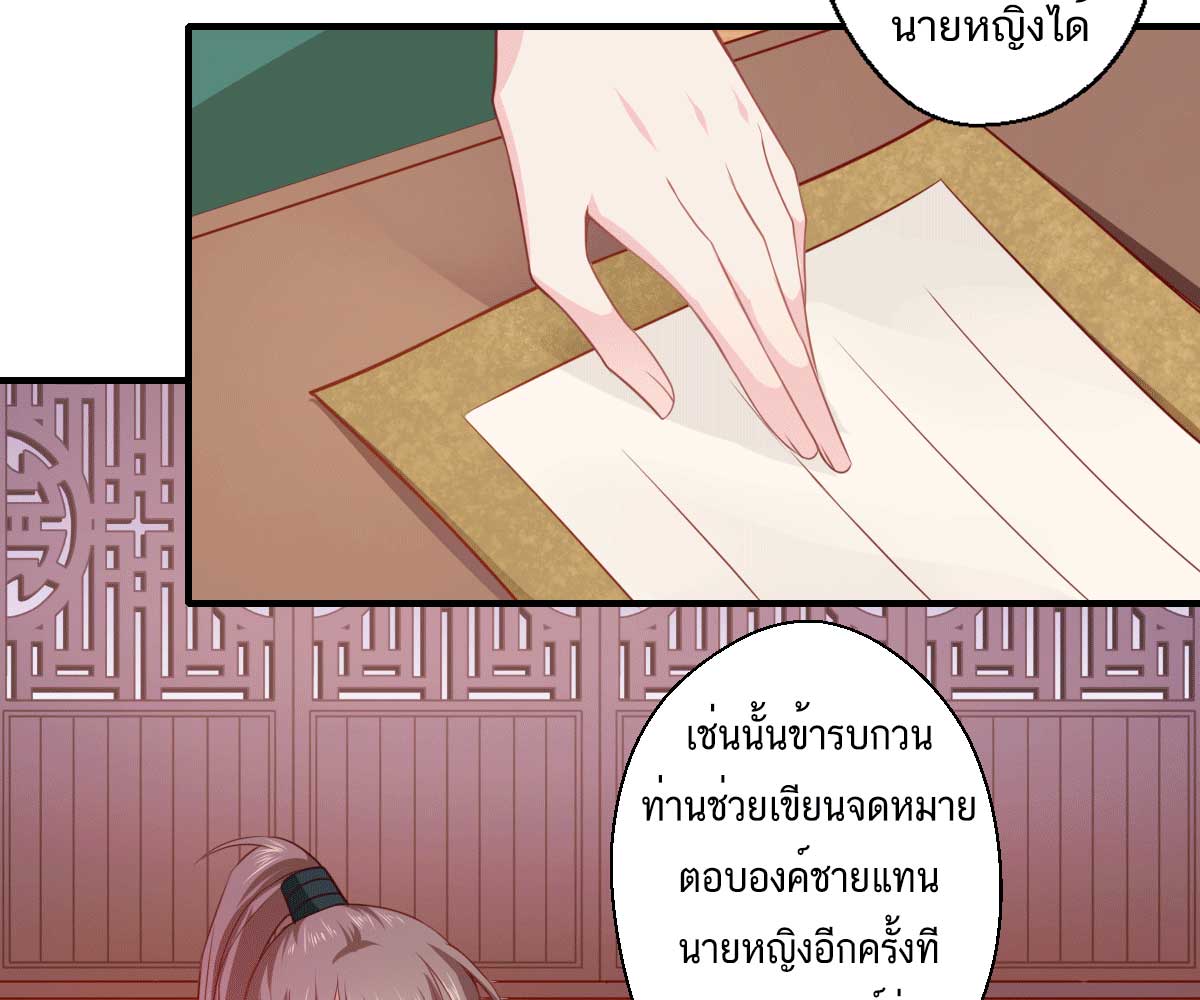 นายหญิงได้
เช่นนั้นข้ารบกวน
ท่านช่วยเขียนจดหมาย
ตอบองค์ชายแทน
นายหญิงอีกครั้งที